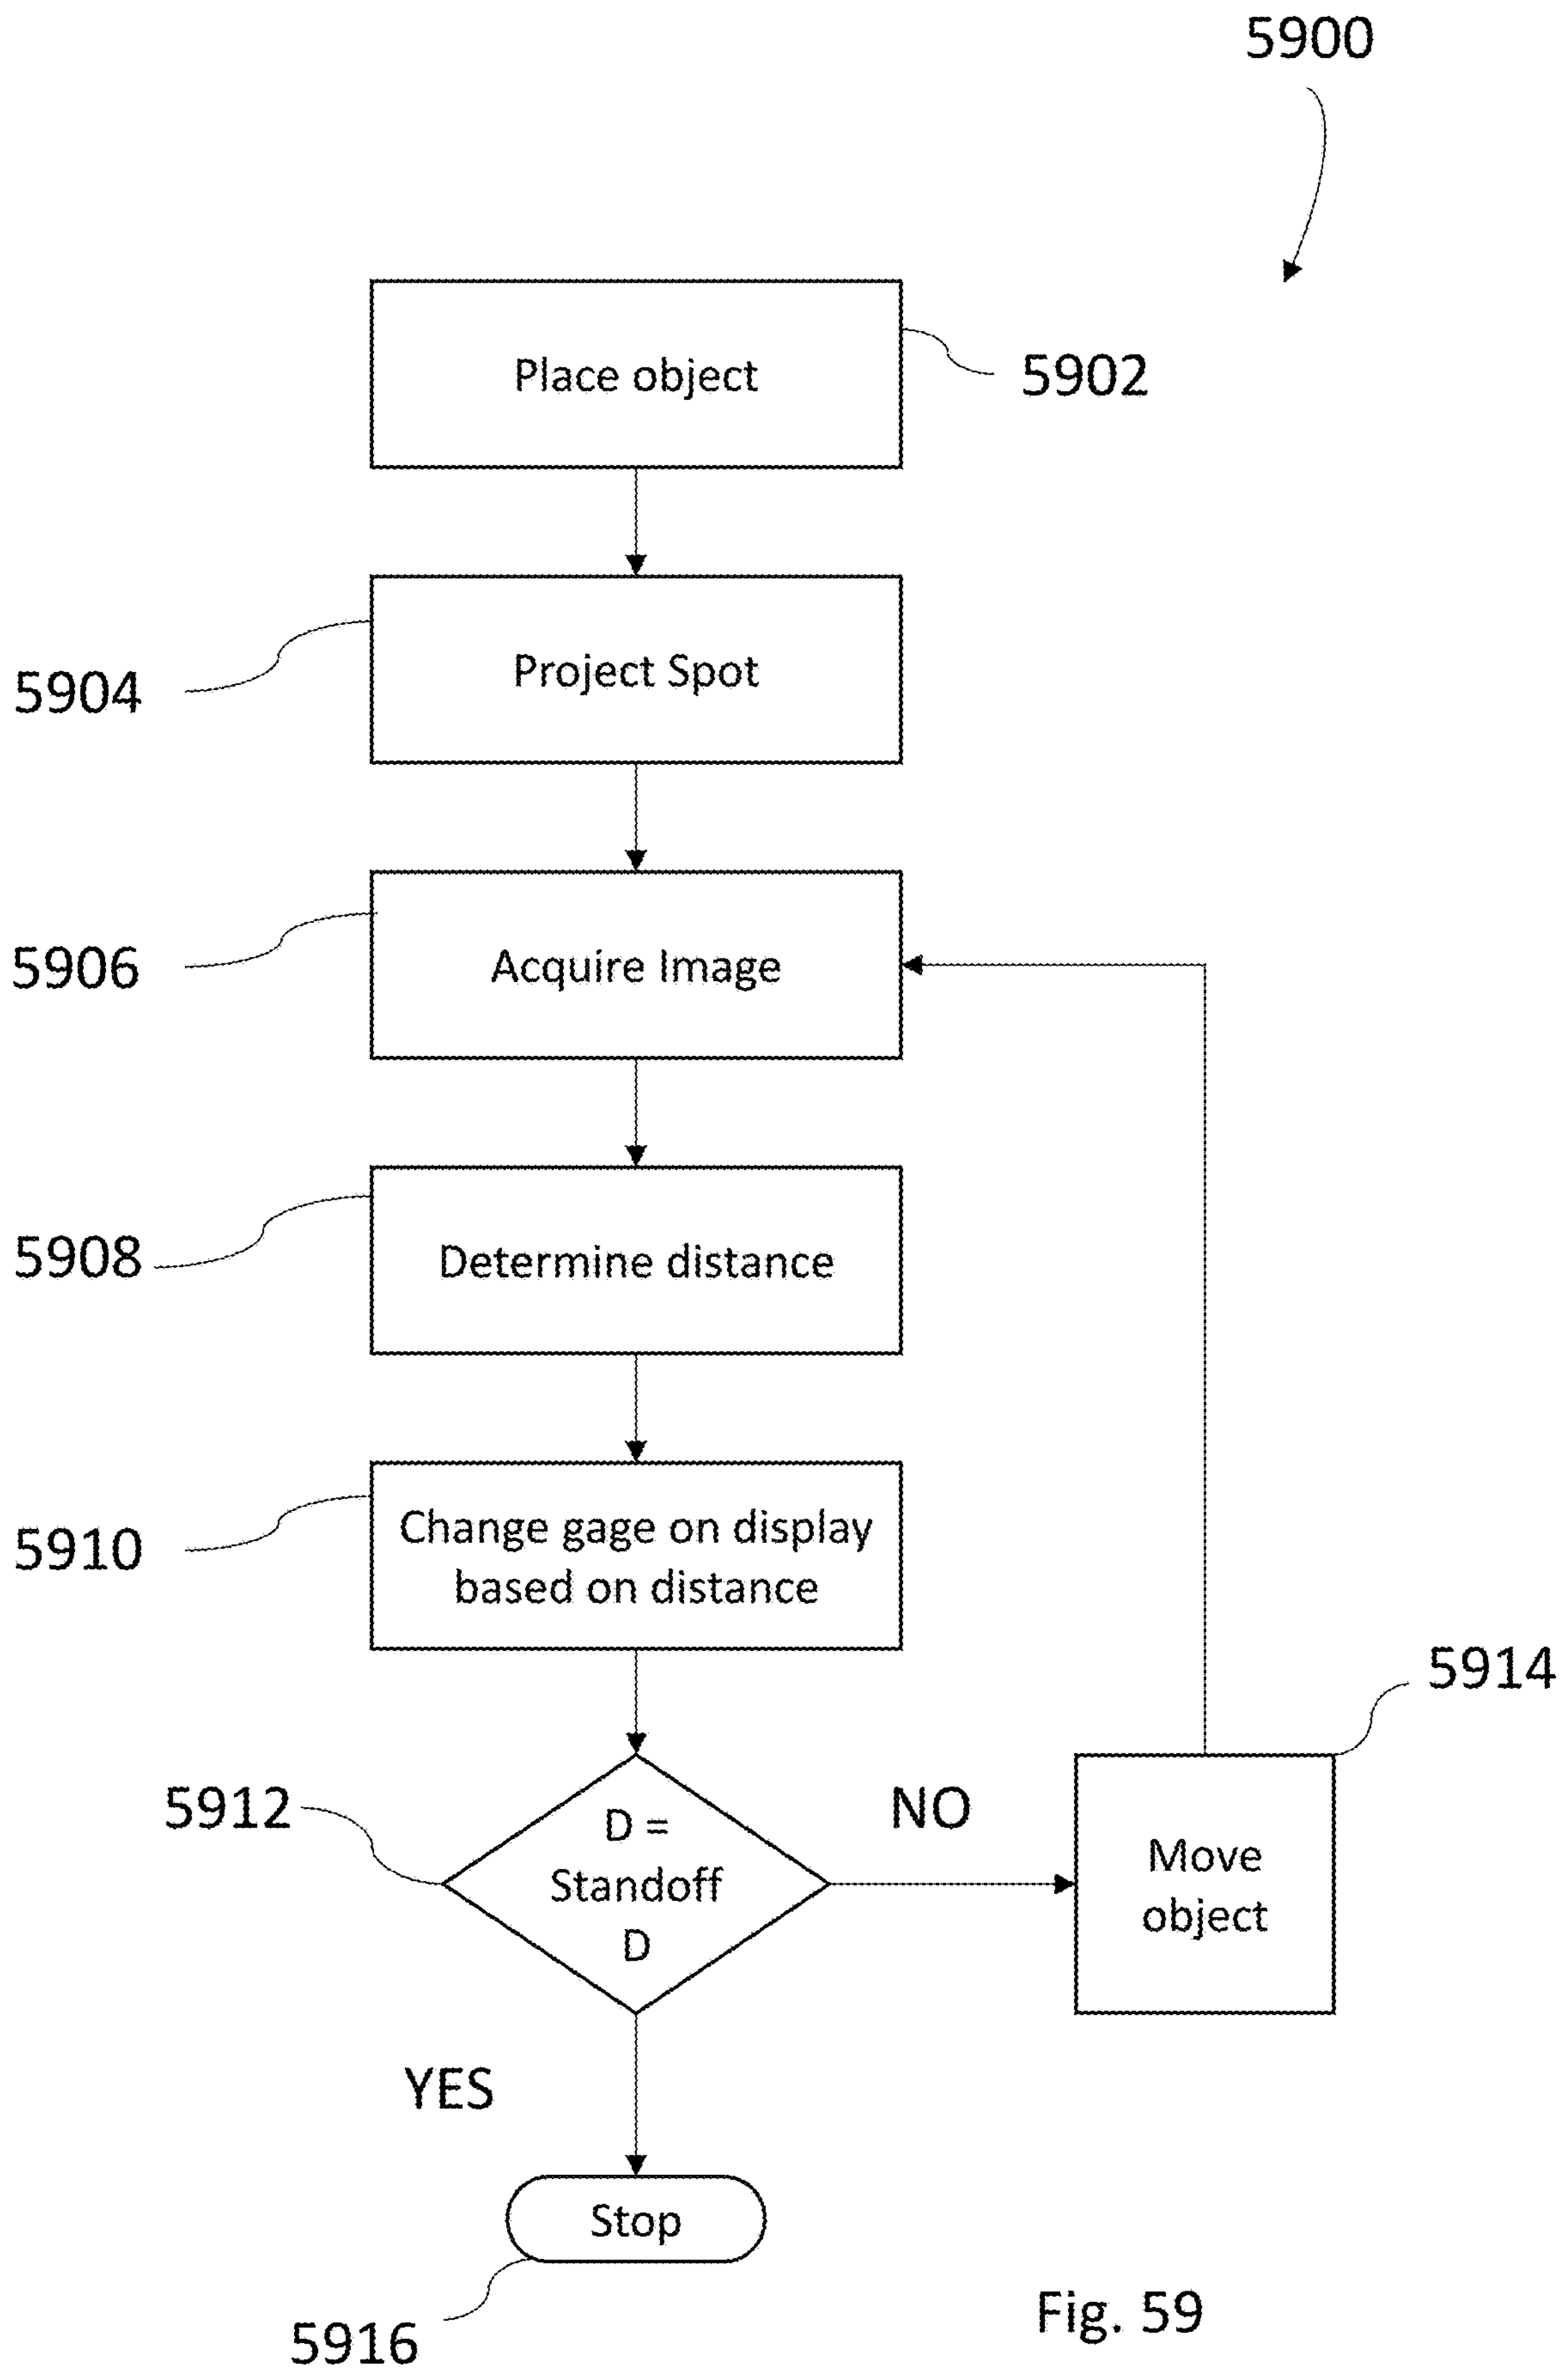 5900
Place object
5902
Project Spot
5904
Acquire Image
5906
Determine distance
5908
Change gage on display
based on distance
5910
5914
5912
D =
Standoff
D
NO
Move
object
YES
Stop
5916
Fig. 59